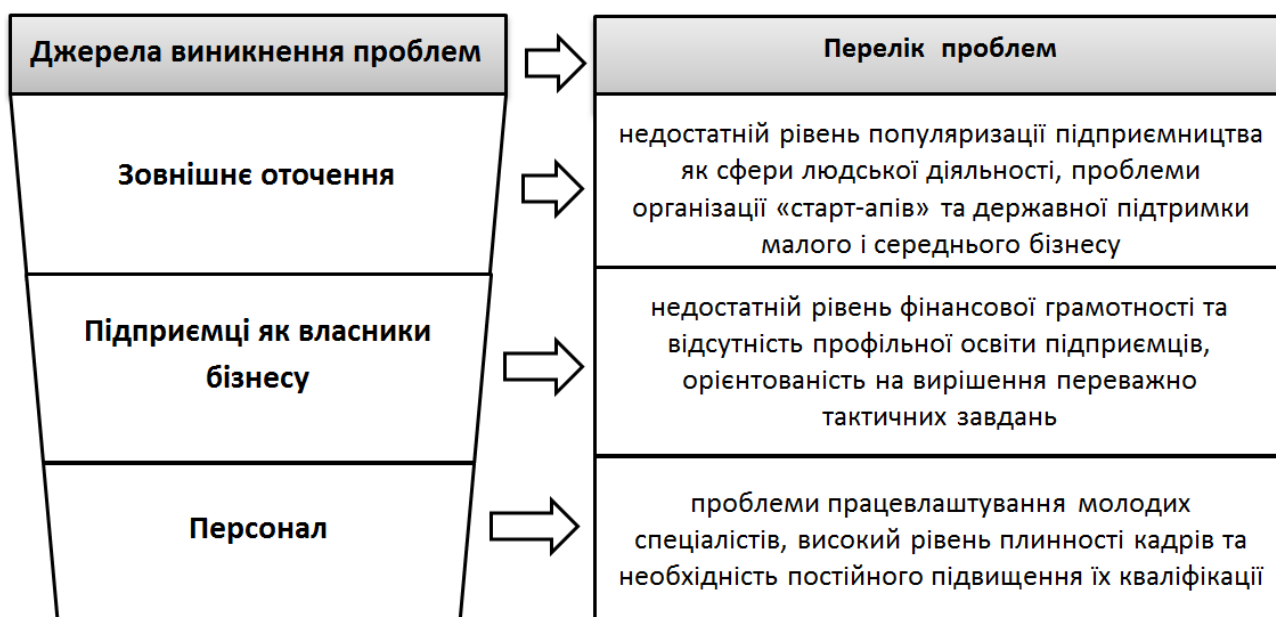 Джерела виникнення проблем
Перелік проблем
Зовнішнє оточення
недостатній рівень популяризації підприємництва
як сфери людської діяльності, проблеми
організації «старт-апів» та державної підтримки
малого і середнього бізнесу
Підприємці як власники
бізнесу
недостатній рівень фінансової грамотності та
відсутність профільної освіти підприємців,
орієнтованість на вирішення переважно
тактичних завдань
Персонал
проблеми працевлаштування молодих
спеціалістів, високий рівень плинності кадрів та
необхідність постійного підвищення їх кваліфікації